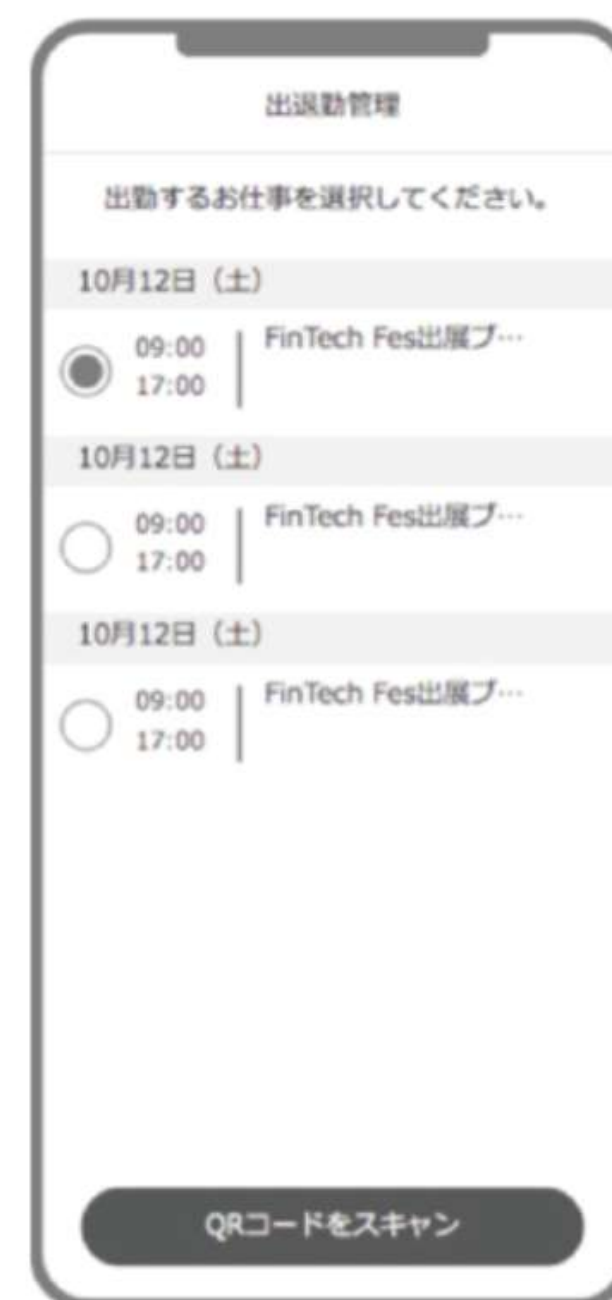 出退勤管理
出勤するお仕事を選択してください。
10月12日（土）
09:00
17:00
FinTech Fes出展ブ…
10月12日（土）
09:00
17:00
FinTech Fes出展ブ…
10月12日（土）
09:00
17:00
FinTech Fes出展ブ…
QRコードをスキャン